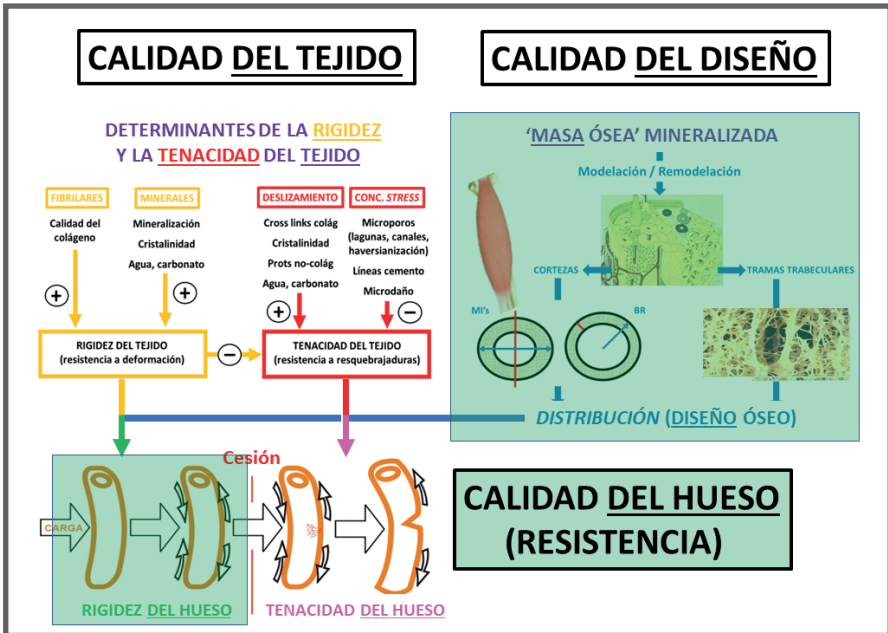 CALIDAD DEL TEJIDO
CALIDAD DEL DISEÑO
DETERMINANTES DE LA RIGIDEZ
Y LA TENACIDAD DEL TEJIDO
FIBRILARES
Calidad del
colágeno
MINERALES
Mineralización
Cristalinidad
Agua, carbonato
DESLIZAMIENTO
Cross links colág
Cristalinidad
Prots no-colág
Agua, carbonato
CONC. STRESS
Microporos
(lagunas, canales,
haversianización)
Líneas cemento
Microdaño
+
+
+
−
RIGIDEZ DEL TEJIDO
(resistencia a deformación)
−
TENACIDAD DEL TEJIDO
(resistencia a resquebrajaduras)
‘MASA ÓSEA’ MINERALIZADA
Modelación / Remodelación
CORTEZAS
TRAMAS TRABECULARES
MI's
BR
DISTRIBUCIÓN (DISEÑO ÓSEO)
Cesión
CARGA
RIGIDEZ DEL HUESO
TENACIDAD DEL HUESO
CALIDAD DEL HUESO
(RESISTENCIA)